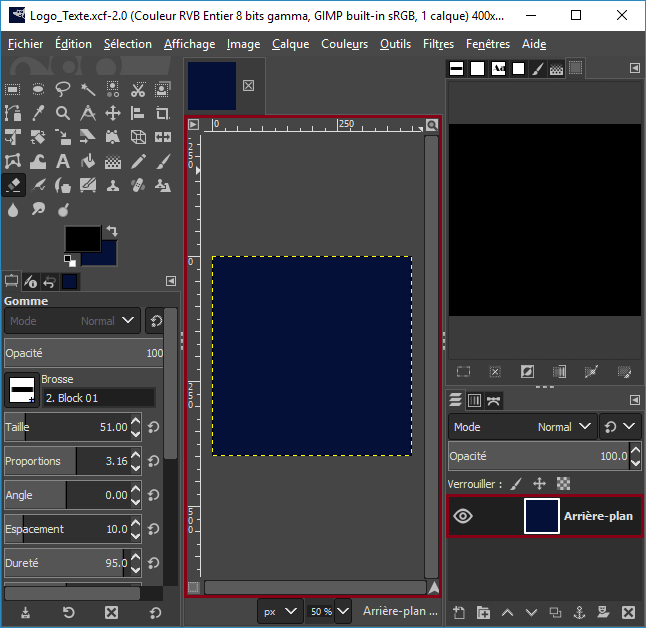 Logo_Texte.xcf-2.0 (Couleur RVB Entier 8 bits gamma, GIMP built-in sRGB, 1 calque) 400x...
Fichier Édition Sélection Affichage Image Calque Couleurs Outils Filtres Fenêtres Aide
Aa
0 250
250
0
250
500
Gomme
Mode Normal
Opacité 100
Brosse
2. Block 01
Taille 51.00
Proportions 3.16
Angle 0.00
Espacement 10.0
Dureté 95.0
px 50 % Arrière-plan ...
Mode Normal
Opacité 100.0
Verrouiller :
Arrière-plan